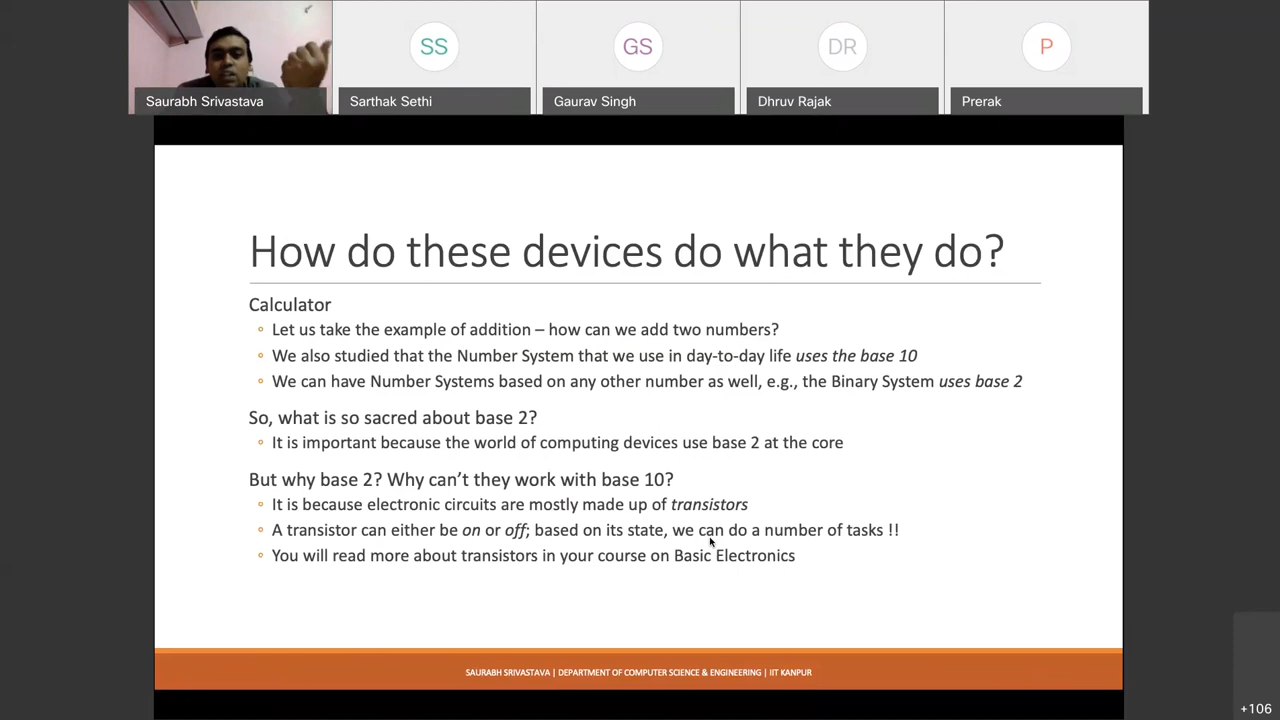 SS
GS
DR
P
Saurabh Srivastava
Sarthak Sethi
Gaurav Singh
Dhruv Rajak
Prerak
How do these devices do what they do?
Calculator
Let us take the example of addition – how can we add two numbers?
We also studied that the Number System that we use in day-to-day life uses the base 10
We can have Number Systems based on any other number as well, e.g., the Binary System uses base 2
So, what is so sacred about base 2?
It is important because the world of computing devices use base 2 at the core
But why base 2? Why can’t they work with base 10?
It is because electronic circuits are mostly made up of transistors
A transistor can either be on or off; based on its state, we can do a number of tasks !!
You will read more about transistors in your course on Basic Electronics
SAURABH SRIVASTAVA | DEPARTMENT OF COMPUTER SCIENCE & ENGINEERING | IIT KANPUR
+106